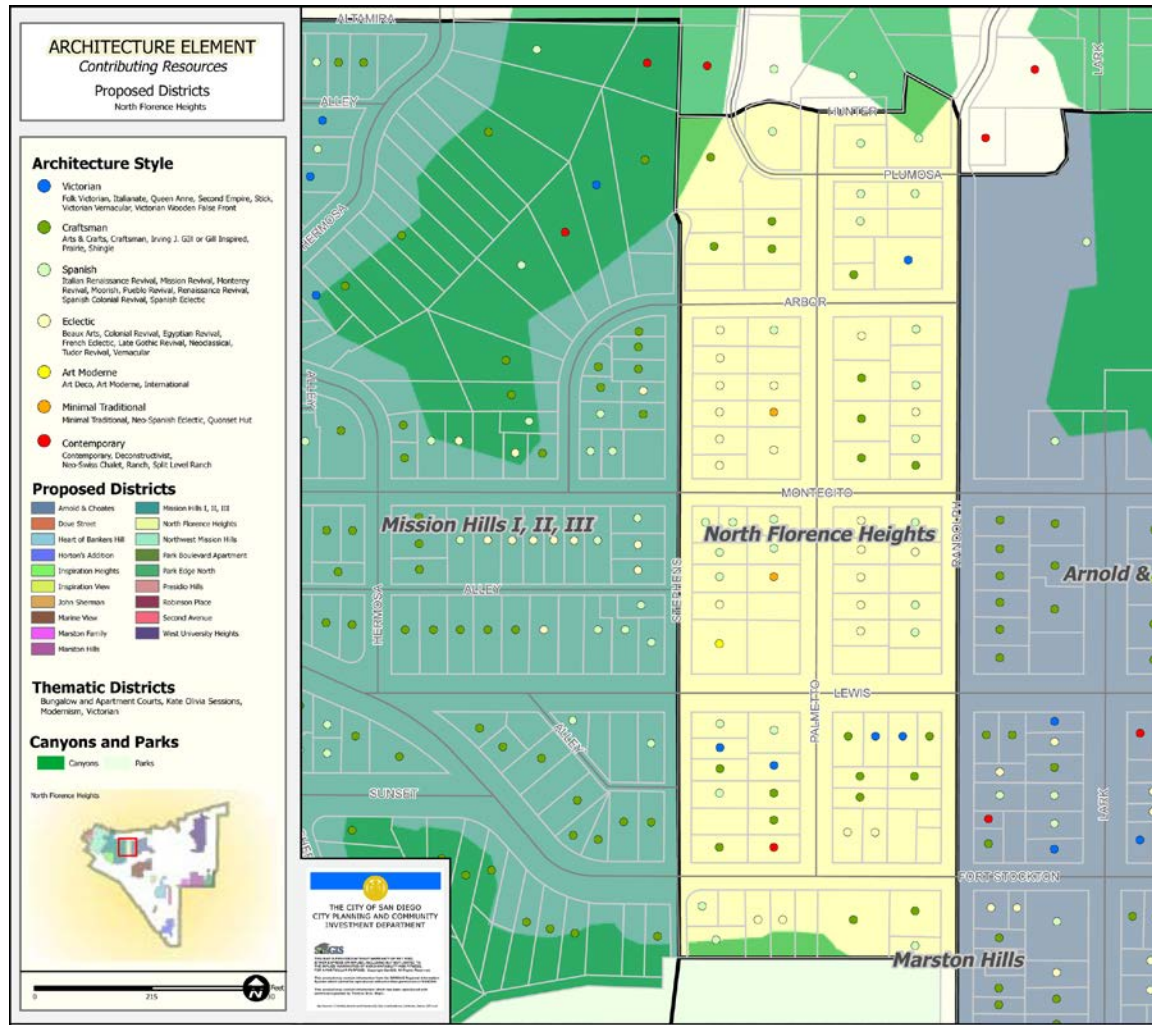 ARCHITECTURE ELEMENT
Contributing Resources
Proposed Districts
North Florence Heights
Architecture Style
Victorian
Folk Victorian, Italianate, Queen Anne, Second Empire, Stick,
Victorian Vernacular, Victorian Wooden False Front
Craftsman
Arts & Crafts, Craftsman, Irving J. Gill or Gill Inspired,
Prairie, Shingle
Spanish
Italian Renaissance Revival, Mission Revival, Monterey
Revival, Moorish, Pueblo Revival, Renaissance Revival,
Spanish Colonial Revival, Spanish Eclectic
Eclectic
Beaux Arts, Colonial Revival, Egyptian Revival,
French Eclectic, Late Gothic Revival, Neoclassical,
Tudor Revival, Vernacular
Art Moderne
Art Deco, Art Moderne, International
Minimal Traditional
Minimal Traditional, Neo-Spanish Eclectic, Quonset Hut
Contemporary
Contemporary, Deconstructivist,
Neo-Swiss Chalet, Ranch, Split Level Ranch
Proposed Districts
Arnold & Choates
Dove Street
Heart of Bankers Hill
Horton's Addition
Inspiration Heights
Inspiration View
John Sherman
Marine View
Marston Family
Marston Hills
Mission Hills I, II, III
North Florence Heights
Northwest Mission Hills
Park Boulevard Apartment
Park Edge North
Presidio Hills
Robinson Place
Second Avenue
West University Heights
Thematic Districts
Bungalow and Apartment Courts, Kate Olivia Sessions,
Modernism, Victorian
Canyons and Parks
Canyons
Parks
North Florence Heights
0
215
Feet
N
ALTAMIRA
LARK
ALLEY
HUNTER
PLUMOSA
HERMOSA
ARBOR
ALLEY
MONTECITO
Mission Hills I, II, III
North Florence Heights
RANDOLPH
Arnold &
ALLEY
HERMOSA
STEPHENS
PALMETTO
LEWIS
ALLEY
SUNSET
LARK
FORT STOCKTON
Marston Hills
THE CITY OF SAN DIEGO
CITY PLANNING AND COMMUNITY
INVESTMENT DEPARTMENT